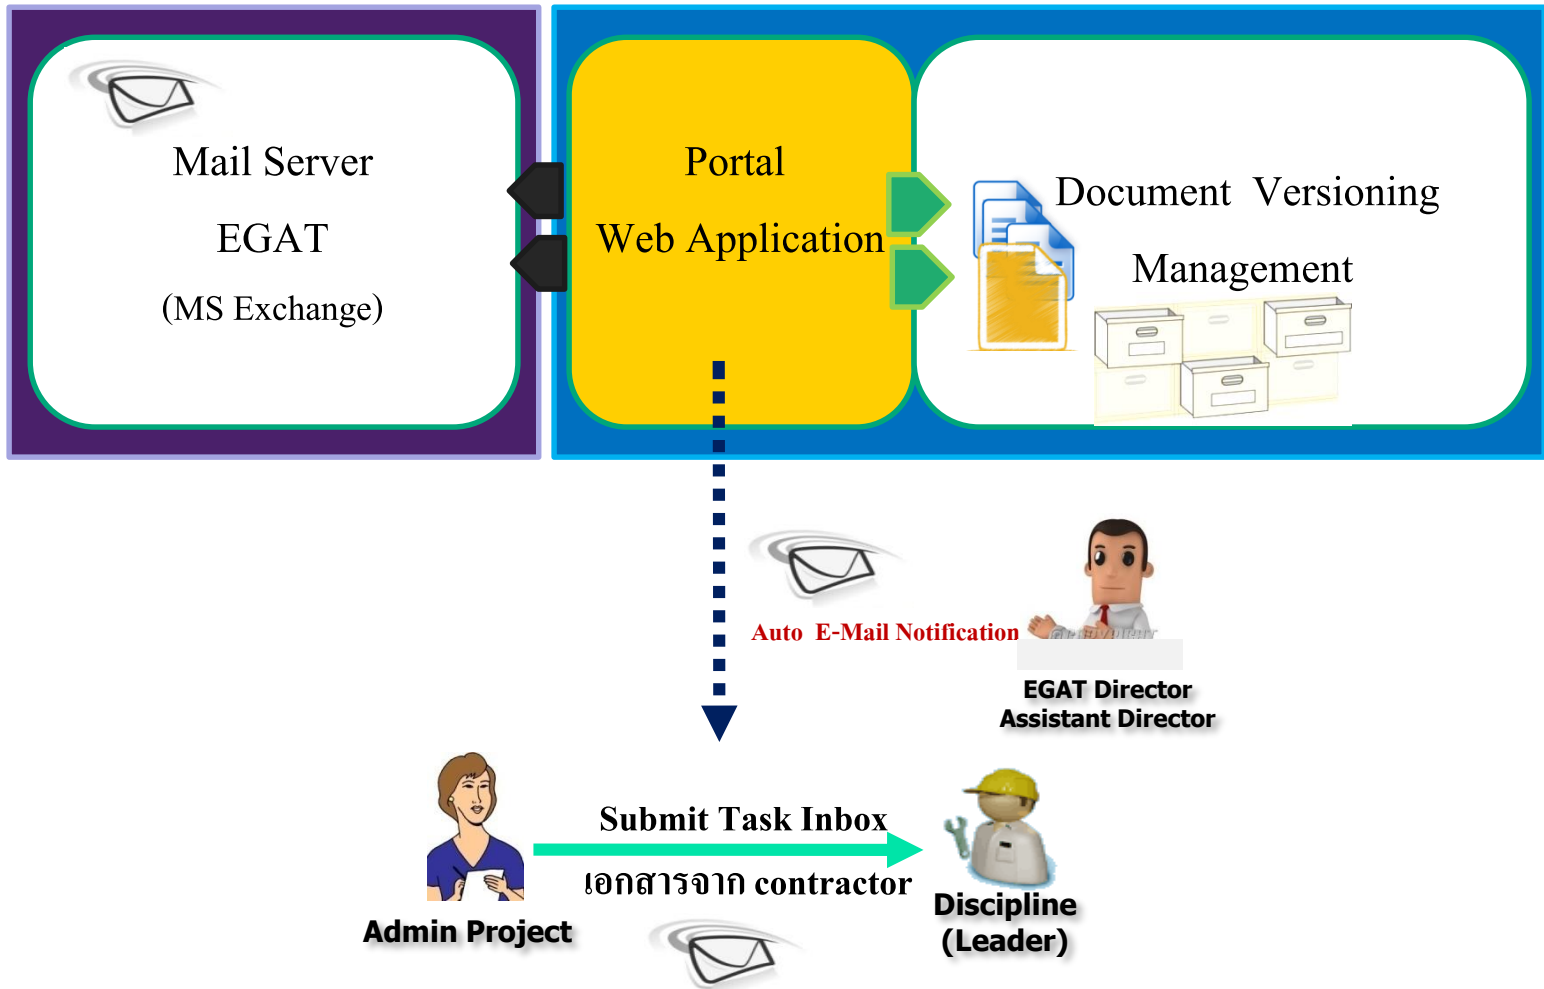 Mail Server
EGAT
(MS Exchange)
Portal
Web Application
Document Versioning
Management
Auto E-Mail Notification
EGAT Director
Assistant Director
Submit Task Inbox
เอกสารจาก contractor
Admin Project
Discipline
(Leader)